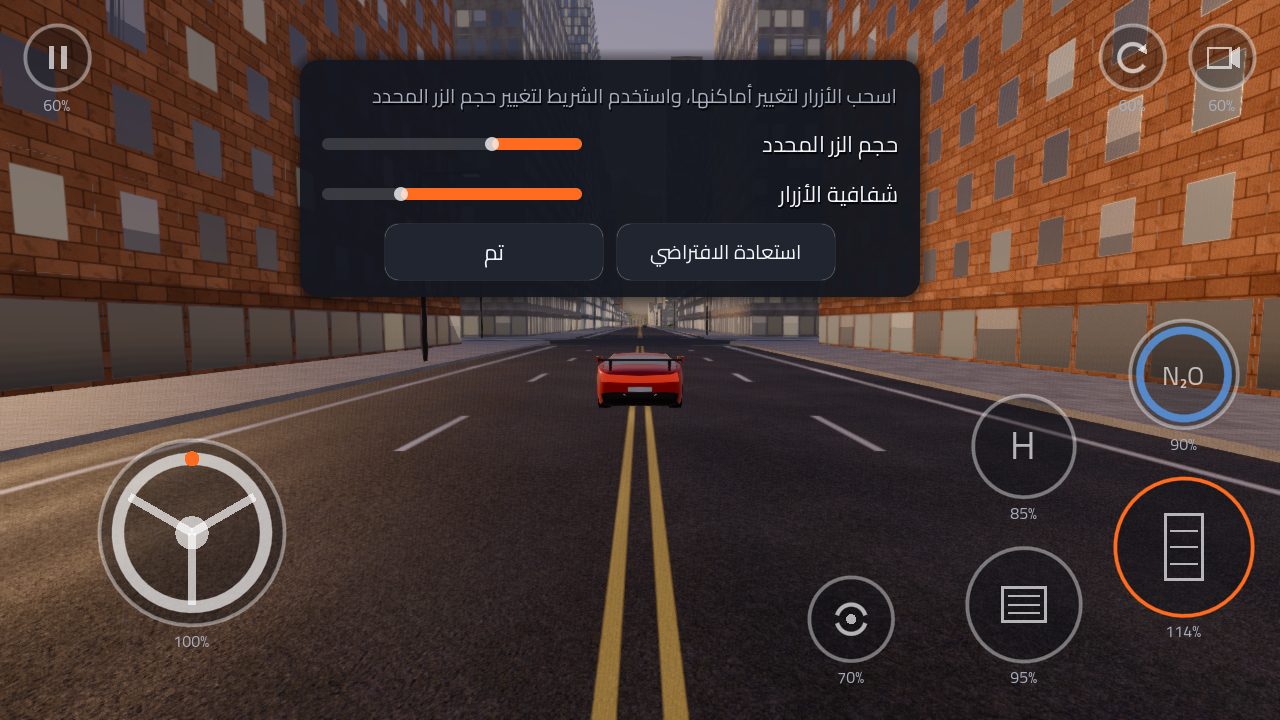 60%
60%
60%
اسحب الأزرار لتغيير أماكنها، واستخدم الشريط لتغيير حجم الزر المحدد
حجم الزر المحدد
شفافية الأزرار
استعادة الافتراضي
تم
N₂O
90%
H
85%
114%
100%
70%
95%